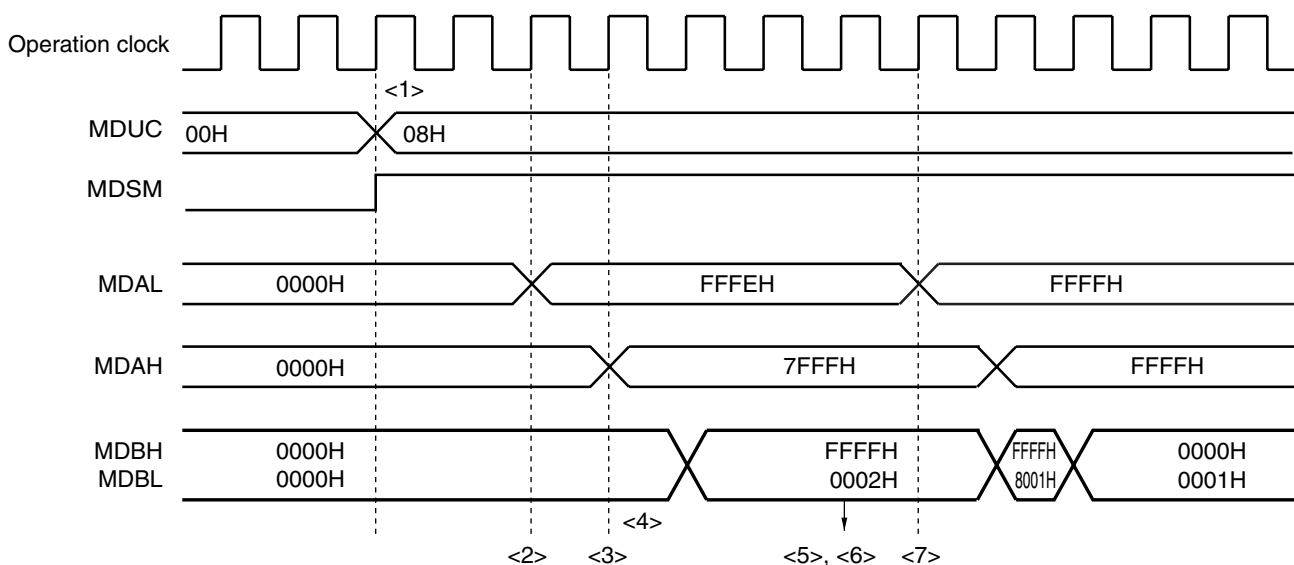 Operation clock
<1>
MDUC 00H 08H
MDSM
MDAL 0000H FFFEH FFFFH
MDAH 0000H 7FFFH FFFFH
MDBH 0000H FFFFH FFFFH 0000H
MDBL 0000H 0002H 8001H 0001H
<4>
<2> <3> <5>, <6> <7>